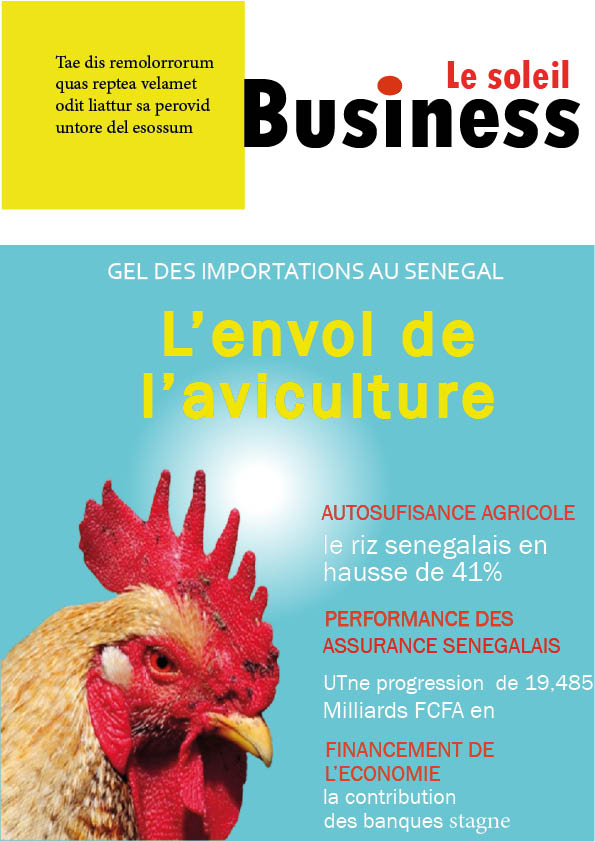 Tae dis remolorrorum
quas reptea velamet
odit liattur sa perovid
untore del esossum
Le soleil
Business
GEL DES IMPORTATIONS AU SENEGAL
L’envol de
l’aviculture
AUTOSUFISANCE AGRICOLE
le riz senegalais en
hausse de 41%
PERFORMANCE DES
ASSURANCE SENEGALAIS
UTne progression de 19,485
Milliards FCFA en
FINANCEMENT DE
L’ECONOMIE
la contribution
des banques stagne